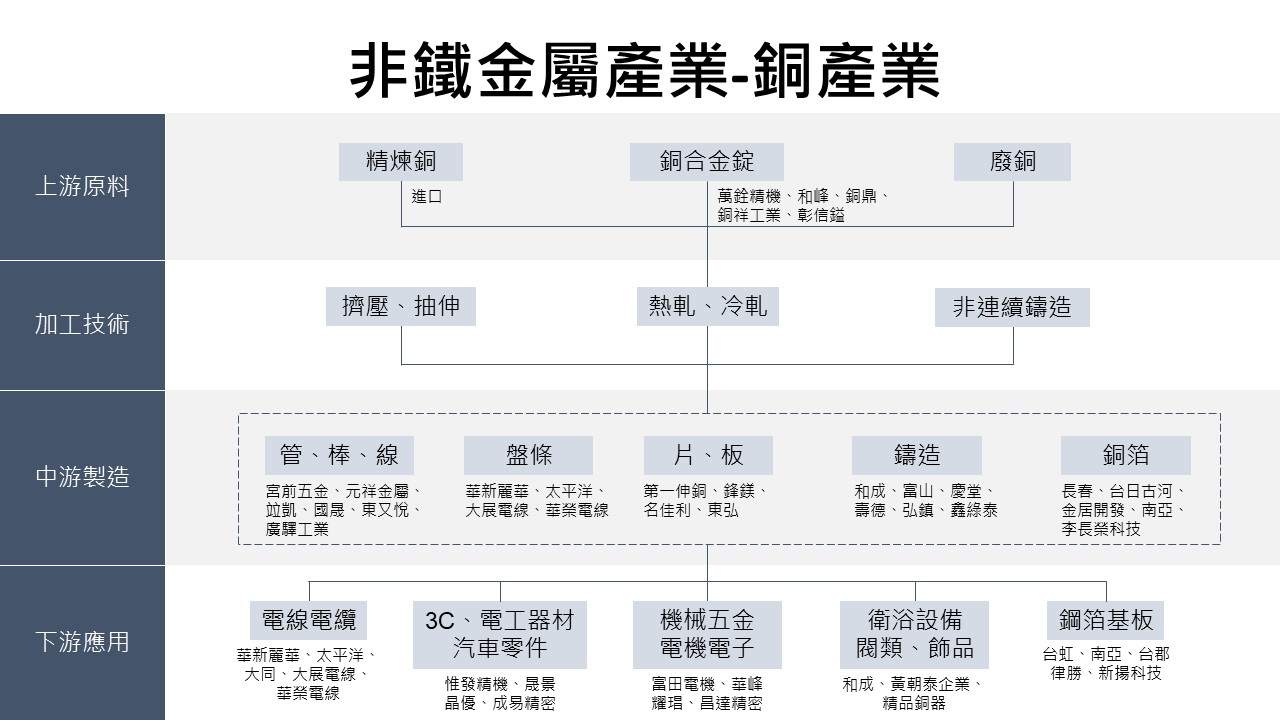 非鐵金屬產業-銅產業
上游原料
精煉銅
進口
銅合金錠
萬銓精機、和峰、銅鼎、
銅祥工業、彰信鎰
廢銅
加工技術
擠壓、抽伸
熱軋、冷軋
非連續鑄造
中游製造
管、棒、線
宮前五金、元祥金屬、
竝凱、國晟、東又悅、
廣驛工業
盤條
華新麗華、太平洋、
大展電線、華榮電線
片、板
第一伸銅、鋒鎂、
名佳利、東弘
鑄造
和成、富山、慶堂、
壽德、弘鎮、鑫綠泰
銅箔
長春、台日古河、
金居開發、南亞、
李長榮科技
下游應用
電線電纜
華新麗華、太平洋、
大同、大展電線、
華榮電線
3C、電工器材
汽車零件
惟發精機、晟景
晶優、成易精密
機械五金
電機電子
富田電機、華峰
耀琩、昌達精密
衛浴設備
閥類、飾品
和成、黃朝泰企業、
精品銅器
鋼箔基板
台虹、南亞、台郡
律勝、新揚科技